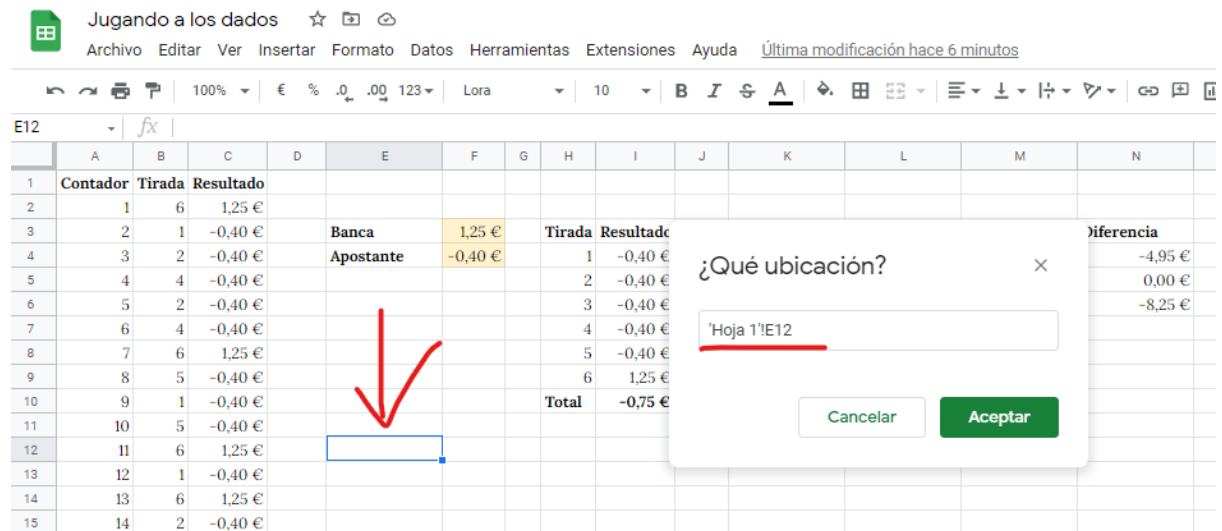 Jugando a los dados
Archivo Editar Ver Insertar Formato Datos Herramientas Extensiones Ayuda Última modificación hace 6 minutos
100% € % .0 .00 123 Lora 10 B I S A
E12 fx
A B C D E F G H I J K L M N
1 Contador Tirada Resultado
2 1 6 1,25 €
3 2 1 -0,40 € Banca 1,25 € Tirada Resultado Diferencia
4 3 2 -0,40 € Apostante -0,40 € 1 -0,40 € -4,95 €
5 4 4 -0,40 € 2 -0,40 € 0,00 €
6 5 2 -0,40 € 3 -0,40 € -8,25 €
7 6 4 -0,40 € 4 -0,40 €
8 7 6 1,25 € 5 -0,40 €
9 8 5 -0,40 € 6 1,25 €
10 9 1 -0,40 € Total -0,75 €
11 10 5 -0,40 €
12 11 6 1,25 €
13 12 1 -0,40 €
14 13 6 1,25 €
15 14 2 -0,40 €
¿Qué ubicación?
'Hoja 1'!E12
Cancelar Aceptar